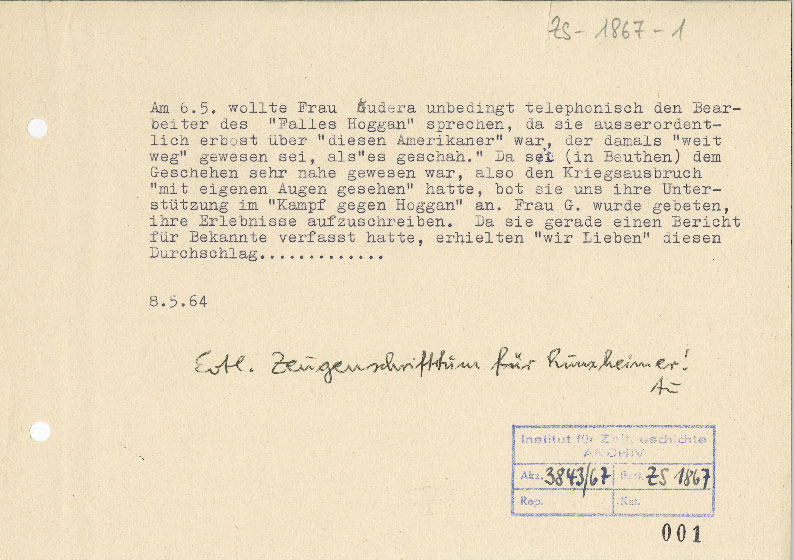 ZS-1867-1
Am 6.5. wollte Frau Gudera unbedingt telephonisch den Bear-
beiter des "Falles Hoggan" sprechen, da sie ausserordent-
lich erbost über "diesen Amerikaner" war, der damals "weit
weg" gewesen sei, als"es geschah." Da sei (in Beuthen) dem
Geschehen sehr nahe gewesen war, also den Kriegsausbruch
"mit eigenen Augen gesehen" hatte, bot sie uns ihre Unter-
stützung im "Kampf gegen Hoggan" an. Frau G. wurde gebeten,
ihre Erlebnisse aufzuschreiben. Da sie gerade einen Bericht
für Bekannte verfasst hatte, erhielten "wir Lieben" diesen
Durchschlag.............
8.5.64
Evtl. Zeugenschrifttum für !
Institut für Zeitgeschichte
ARCHIV
Akz. 3843/67 Best. ZS 1867
Rep. Kat.
001